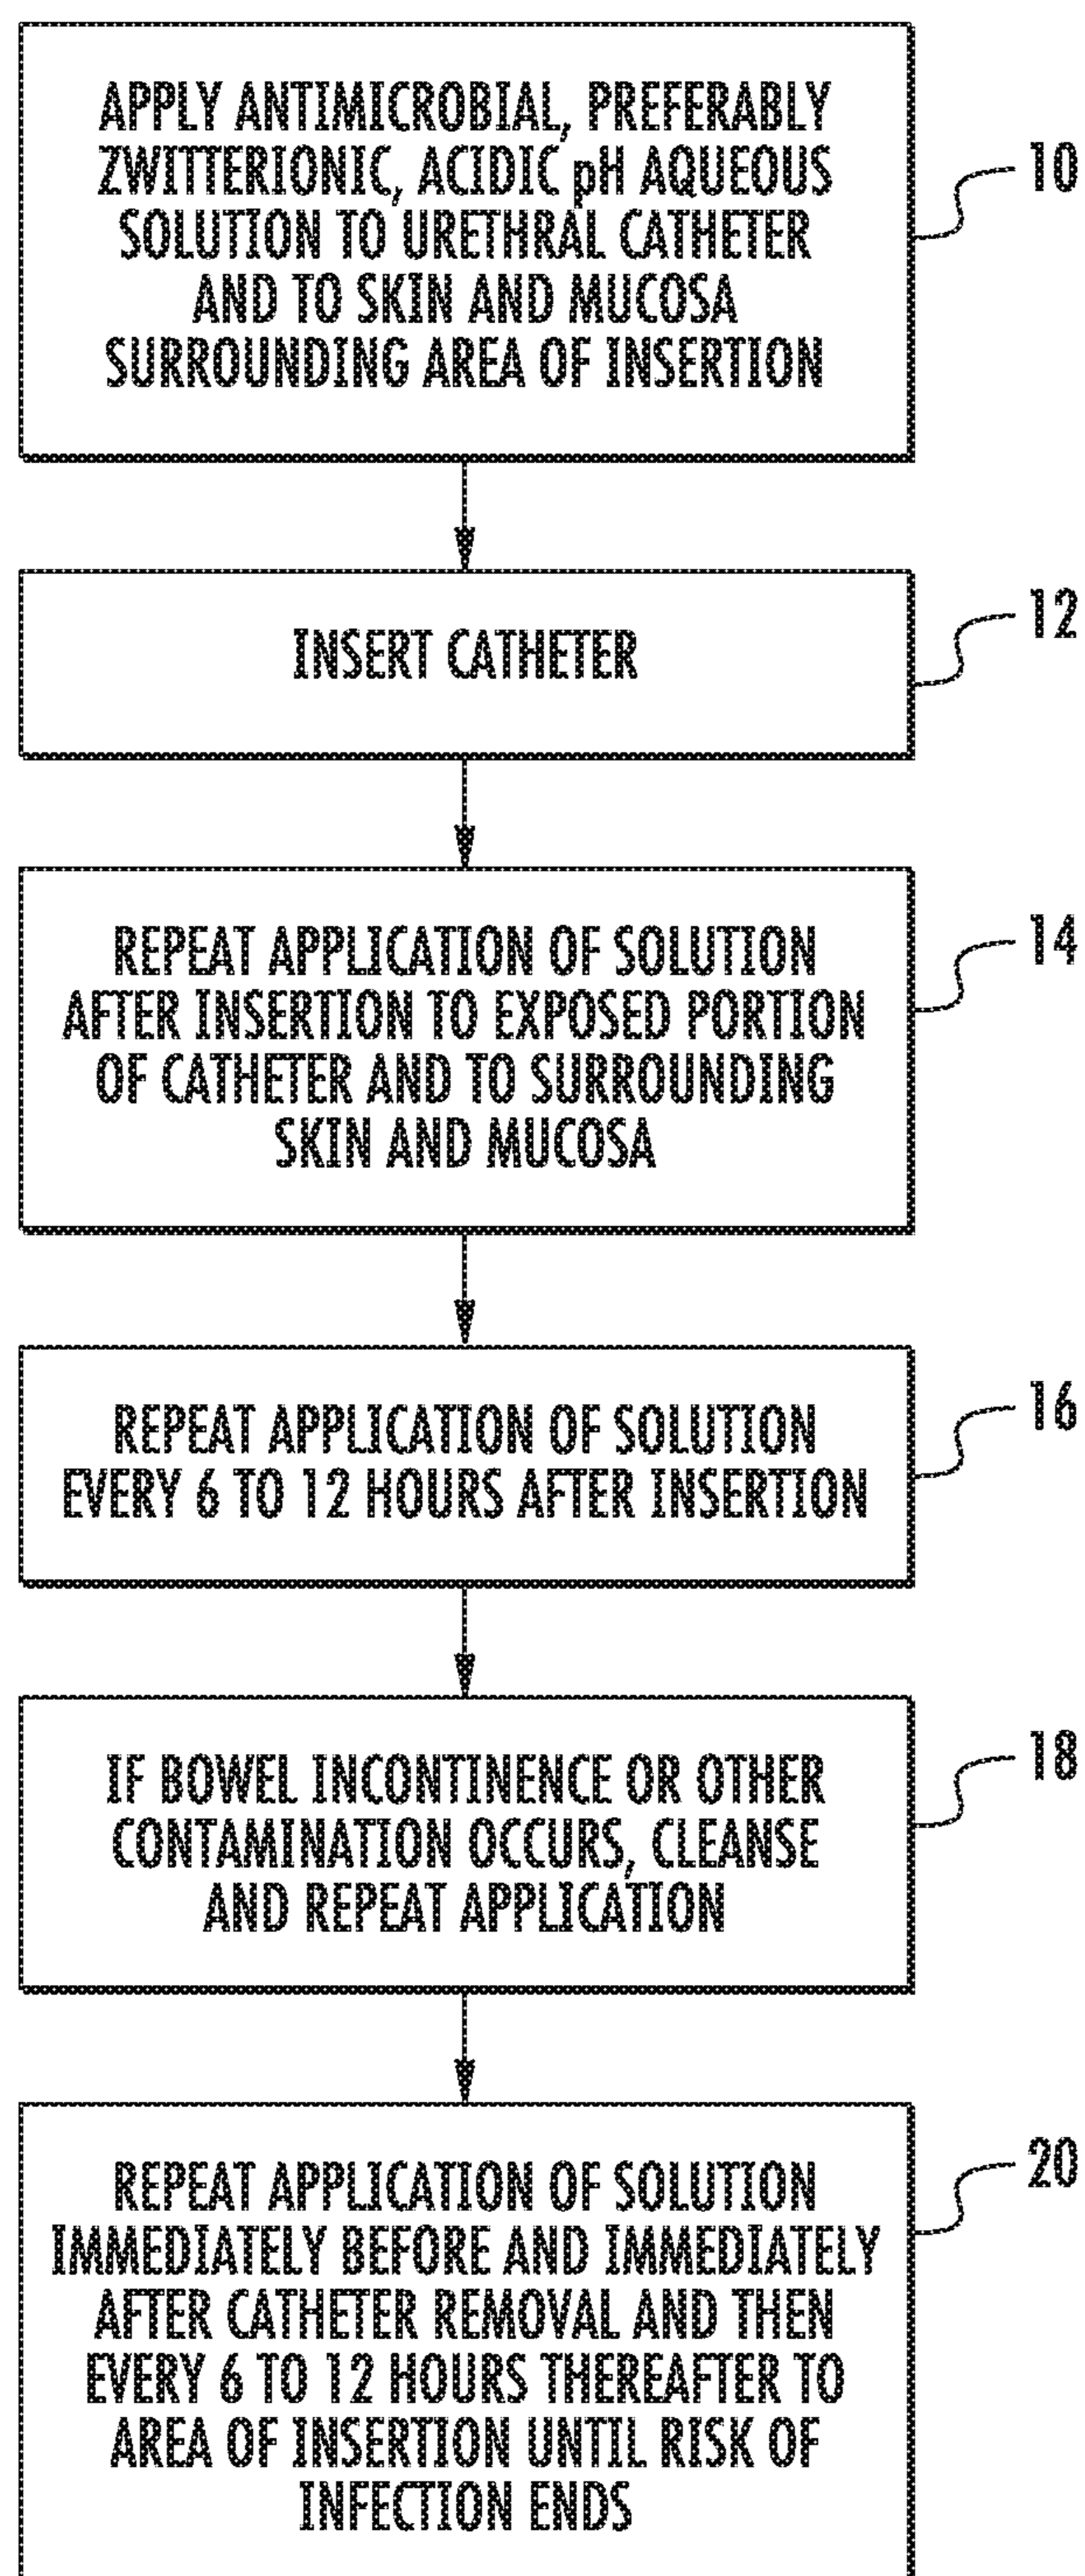 APPLY ANTIMICROBIAL, PREFERABLY
ZWITTERIONIC, ACIDIC pH AQUEOUS
SOLUTION TO URETHRAL CATHETER
AND TO SKIN AND MUCOSA
SURROUNDING AREA OF INSERTION
10
INSERT CATHETER
12
REPEAT APPLICATION OF SOLUTION
AFTER INSERTION TO EXPOSED PORTION
OF CATHETER AND TO SURROUNDING
SKIN AND MUCOSA
14
REPEAT APPLICATION OF SOLUTION
EVERY 6 TO 12 HOURS AFTER INSERTION
16
IF BOWEL INCONTINENCE OR OTHER
CONTAMINATION OCCURS, CLEANSE
AND REPEAT APPLICATION
18
REPEAT APPLICATION OF SOLUTION
IMMEDIATELY BEFORE AND IMMEDIATELY
AFTER CATHETER REMOVAL AND THEN
EVERY 6 TO 12 HOURS THEREAFTER TO
AREA OF INSERTION UNTIL RISK OF
INFECTION ENDS
20